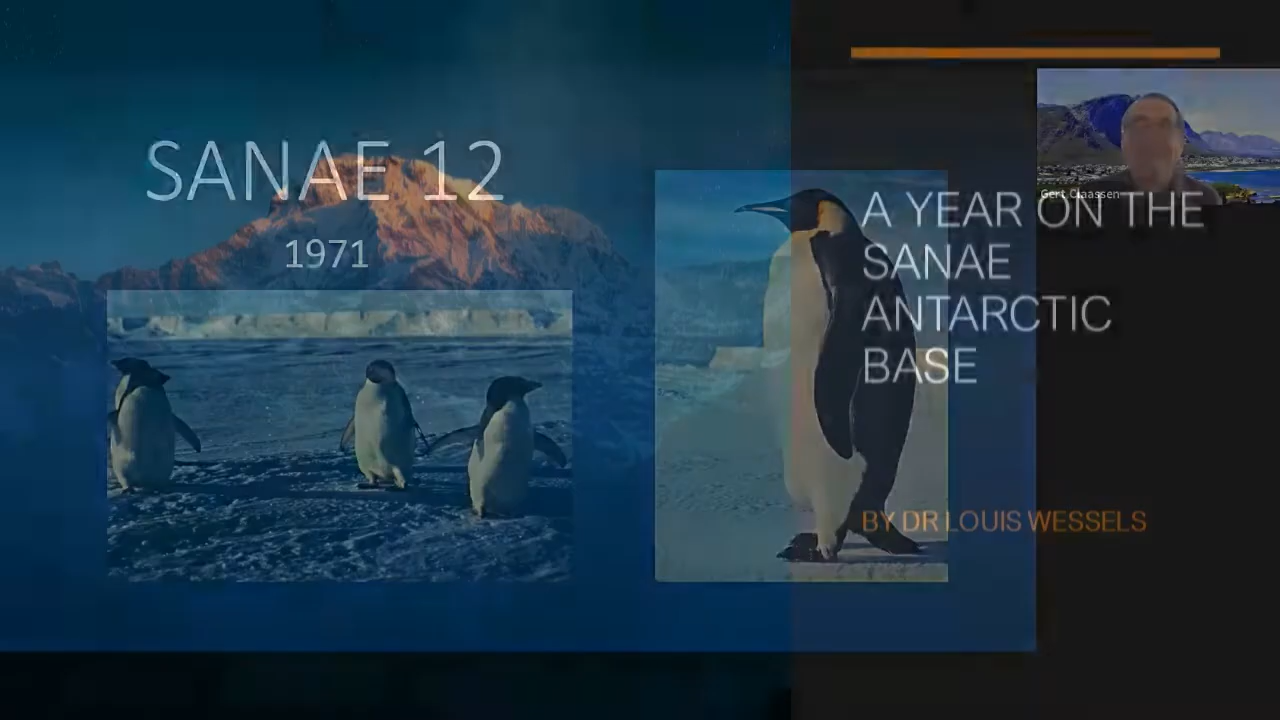 SANAE 12
1971
Gert Claassen
A YEAR ON THE
SANAE
ANTARCTIC
BASE
BY DR LOUIS WESSELS